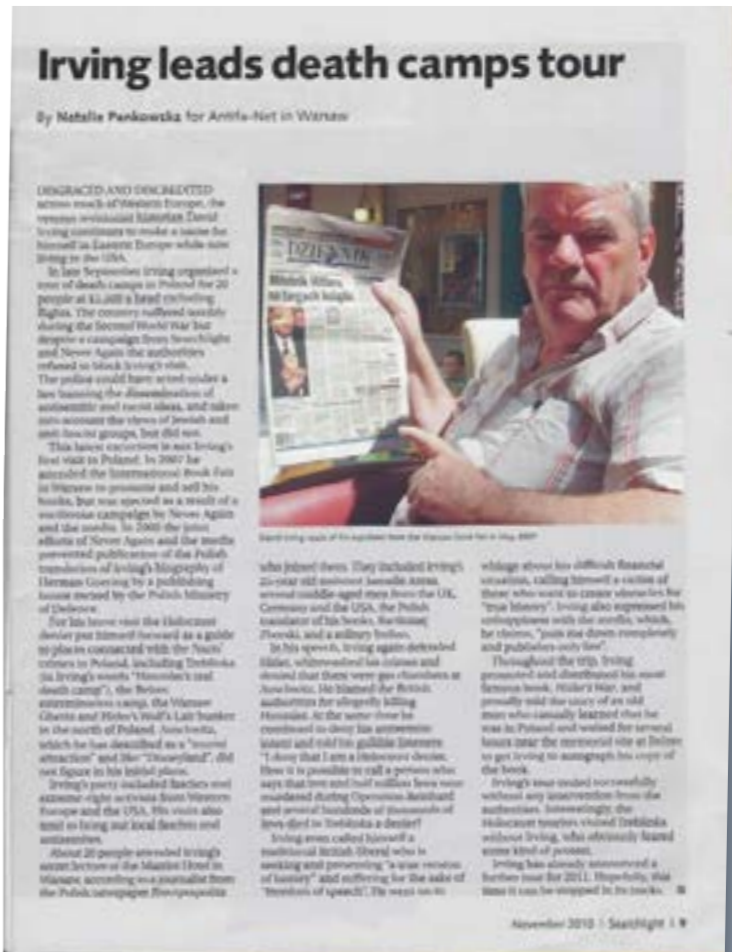 Irving leads death camps tour
By Natalie Penkowska for Antifa-Net in Warsaw
DISGRACED AND DISCREDITED
across much of Western Europe, the
veteran revisionist historian David
Irving continues to make a name for
himself in Eastern Europe while now
living in the USA.
In late September Irving organised a
tour of death camps in Poland for 20
people at a head excluding
flights. The country suffered
during the Second World War but
despite a campaign from Searchlight
and Never Again the authorities
refused to block Irving's visit.
The police could have acted under a
law banning the dissemination of
antisemitic and racist ideas, and taken
into account the views of Jewish and
anti-fascist groups, but did not.
This latest excursion is not Irving's
first visit to Poland. In 2007 he
attended the International Book Fair
in Warsaw to promote and sell his
books, but was ejected as a result of a
campaign by Never Again
and the media. In the joint
efforts of Never Again and the media
prevented publication of the Polish
translation of Irving's biography of
Herman Goering by a publishing
house owned by the Polish Ministry
of Defence.
For his latest visit the Holocaust
denier put himself forward as a guide
to places connected with the Nazis'
crimes in Poland, including Treblinka
(in Irving's words "Himmler's real
death camp"), the Belzec
extermination camp, the Warsaw
Ghetto and Hitler's Wolf's Lair bunker
in the north of Poland. Auschwitz,
which he has described as a "tourist
attraction" and like "Disneyland", did
not figure in his initial plans.
Irving's party included fascists and
extreme-right activists from Western
Europe and the USA. His visits also
tend to bring out local fascists and
antisemites.
About 20 people attended Irving's
secret lecture at the Hotel in
Warsaw, according to a journalist from
the Polish newspaper Rzeczpospolita
DZIENNIK
Miłośnik Hitlera
na targach książki
David Irving reads of his expulsion from the Warsaw book fair in May 2007
who joined them. They included Irving's
year old assistant
several middle-aged men from the UK,
Germany and the USA, the Polish
translator of his books, Bartłomiej
Zborski, and a military
In his speech, Irving again defended
Hitler, whitewashed his crimes and
denied that there were gas chambers at
Auschwitz. He blamed the British
authorities for allegedly killing
Himmler. At the same time he
continued to deny his antisemitic
intent and told his gullible listeners:
"I deny that I am a Holocaust denier.
How is it possible to call a person who
says that two and half million Jews were
murdered during Operation Reinhard
and several hundreds of thousands of
Jews died in Treblinka a denier?"
Irving even called himself a
traditional British liberal who is
seeking and presenting "a true version
of history" and suffering for the sake of
"freedom of speech". He went on to
whinge about his difficult financial
situation, calling himself a victim of
those who want to create obstacles for
"true history". Irving also expressed his
unhappiness with the media, which,
he claims, "puts me down completely
and publishes only lies".
Throughout the trip, Irving
promoted and distributed his most
famous book, Hitler's War, and
proudly told the story of an old
man who casually learned that he
was in Poland and waited for several
hours near the memorial site at Belzec
to get Irving to autograph his copy of
the book.
Irving's tour ended successfully
without any intervention from the
authorities. Interestingly, the
Holocaust tourists visited Treblinka
without Irving, who obviously feared
some kind of protest.
Irving has already announced a
further tour for 2011. Hopefully, this
time it can be stopped in its tracks.
November 2010 | Searchlight | 9